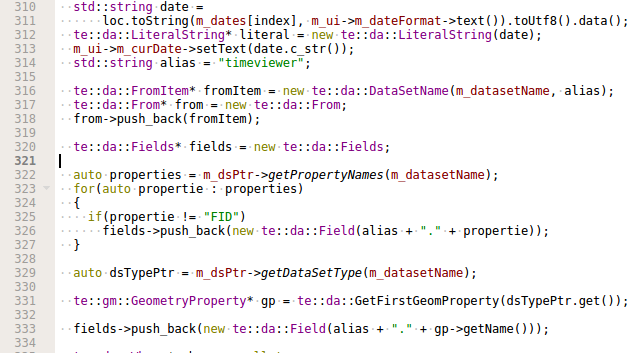 310 std::string date =
311 loc.toString(m_dates[index], m_ui->m_dateFormat->text()).toUtf8().data();
312 te::da::LiteralString* literal = new te::da::LiteralString(date);
313 m_ui->m_curDate->setText(date.c_str());
314 std::string alias = "timeviewer";
315
316 te::da::FromItem* fromItem = new te::da::DataSetName(m_datasetName, alias);
317 te::da::From* from = new te::da::From;
318 from->push_back(fromItem);
319
320 te::da::Fields* fields = new te::da::Fields;
321
322 auto properties = m_dsPtr->getPropertyNames(m_datasetName);
323 for(auto propertie : properties)
324 {
325 if(propertie != "FID")
326 fields->push_back(new te::da::Field(alias + "." + propertie));
327 }
328
329 auto dsTypePtr = m_dsPtr->getDataSetType(m_datasetName);
330
331 te::gm::GeometryProperty* gp = te::da::GetFirstGeomProperty(dsTypePtr.get());
332
333 fields->push_back(new te::da::Field(alias + "." + gp->getName()));
334